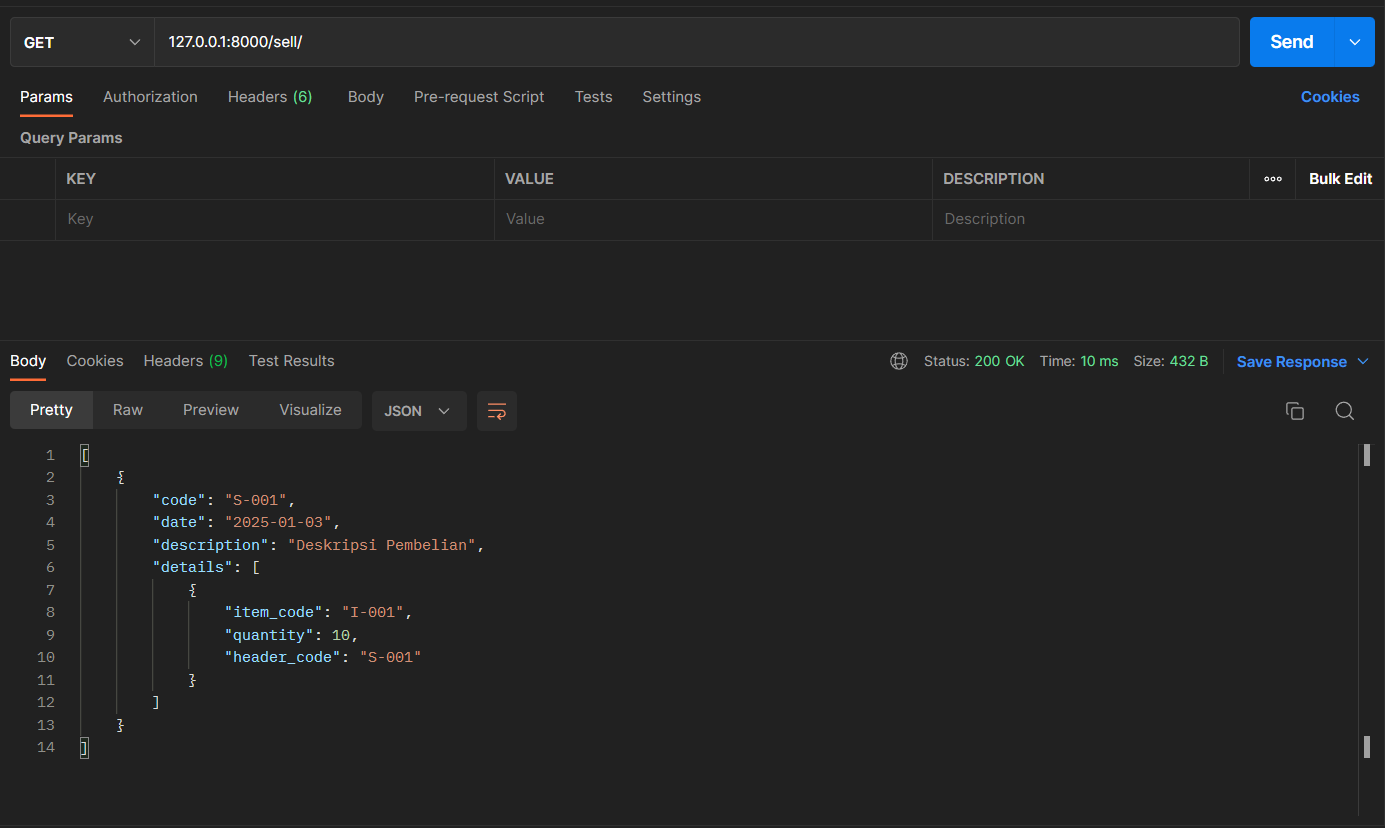 GET 127.0.0.1:8000/sell/ Send
Params Authorization Headers (6) Body Pre-request Script Tests Settings Cookies
Query Params
KEY VALUE DESCRIPTION ooo Bulk Edit
Key Value Description
Body Cookies Headers (9) Test Results Status: 200 OK Time: 10 ms Size: 432 B Save Response
Pretty Raw Preview Visualize JSON
1 [
2 {
3 "code": "S-001",
4 "date": "2025-01-03",
5 "description": "Deskripsi Pembelian",
6 "details": [
7 {
8 "item_code": "I-001",
9 "quantity": 10,
10 "header_code": "S-001"
11 }
12 ]
13 }
14 ]